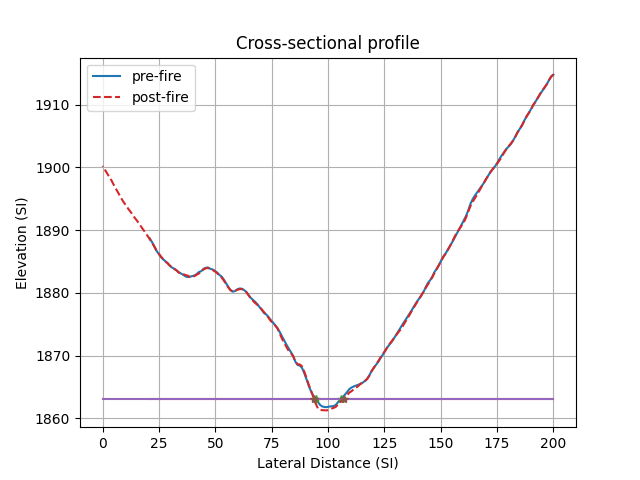 Cross-sectional profile
pre-fire
post-fire
1910
1900
1890
1880
1870
1860
Elevation (SI)
0 25 50 75 100 125 150 175 200
Lateral Distance (SI)